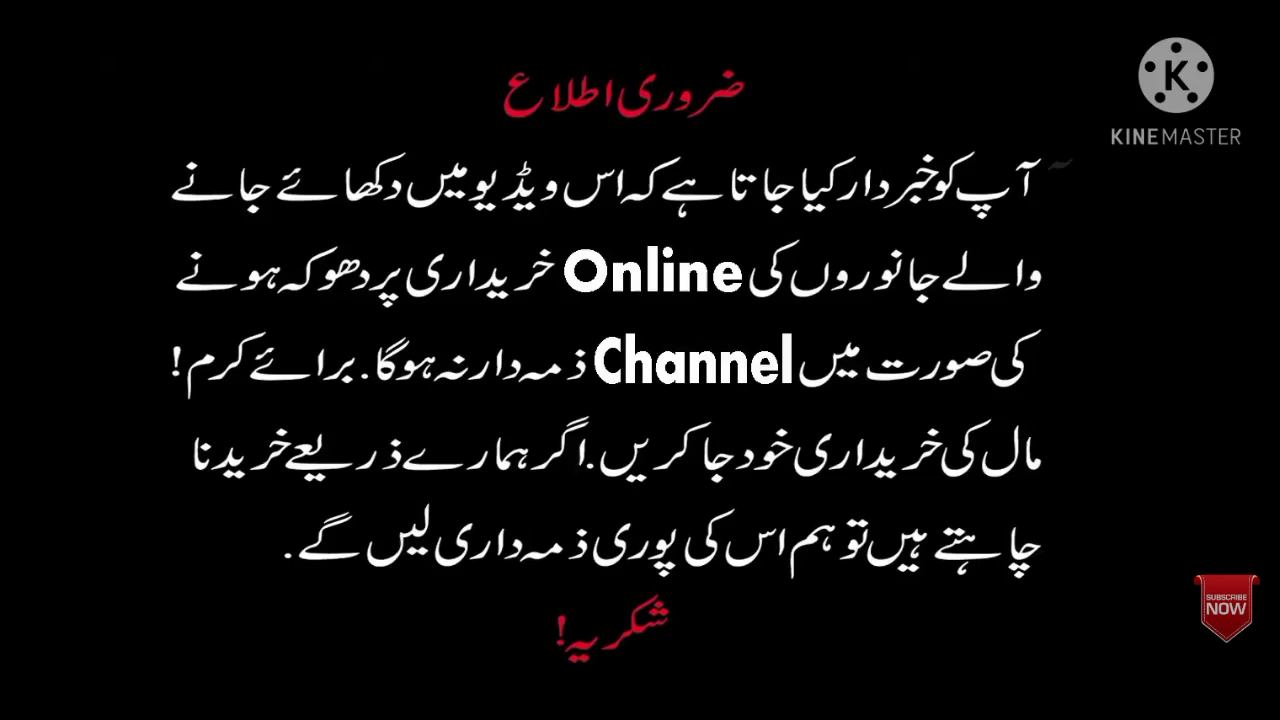 ضروری اطلاع
آپ کو خبردار کیا جاتا ہے کہ اس ویڈیو میں دکھائے جانے
والے جانوروں کی Online خریداری پر دھوکہ ہونے
کی صورت میں Channel ذمہ دار نہ ہوگا. برائے کرم!
مال کی خریداری خود جا کریں. اگر ہمارے ذریعے خریدنا
چاہتے ہیں تو ہم اس کی پوری ذمہ داری لیں گے.
شکریہ!
K
KINEMASTER
SUBSCRIBE
NOW